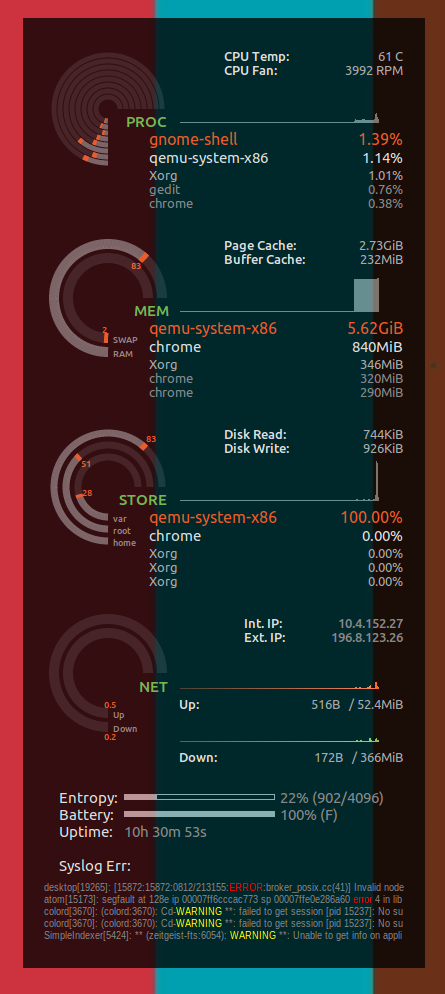 CPU Temp: 61 C
CPU Fan: 3992 RPM
PROC
gnome-shell 1.39%
qemu-system-x86 1.14%
Xorg 1.01%
gedit 0.76%
chrome 0.38%
Page Cache: 2.73GiB
Buffer Cache: 232MiB
83
MEM
2
qemu-system-x86 5.62GiB
SWAP
chrome 840MiB
RAM
Xorg 346MiB
chrome 320MiB
chrome 290MiB
Disk Read: 744KiB
83
Disk Write: 926KiB
51
28
STORE
var
qemu-system-x86 100.00%
root
chrome 0.00%
home
Xorg 0.00%
Xorg 0.00%
Xorg 0.00%
Int. IP: 10.4.152.27
Ext. IP: 196.8.123.26
NET
0.5
Up: 516B / 52.4MiB
Up
Down
0.2
Down: 172B / 366MiB
Entropy: 22% (902/4096)
Battery: 100% (F)
Uptime: 10h 30m 53s
Syslog Err:
desktop[19265]: [15872:15872:0812/213155:ERROR:broker_posix.cc(41)] Invalid node
atom[15173]: segfault at 128e ip 00007ff6cccac773 sp 00007ffe0e286a60 error 4 in lib
colord[3670]: (colord:3670): Cd-WARNING **: failed to get session [pid 15237]: No su
colord[3670]: (colord:3670): Cd-WARNING **: failed to get session [pid 15237]: No su
SimpleIndexer[5424]: ** (zeitgeist-fts:6054): WARNING **: Unable to get info on appli